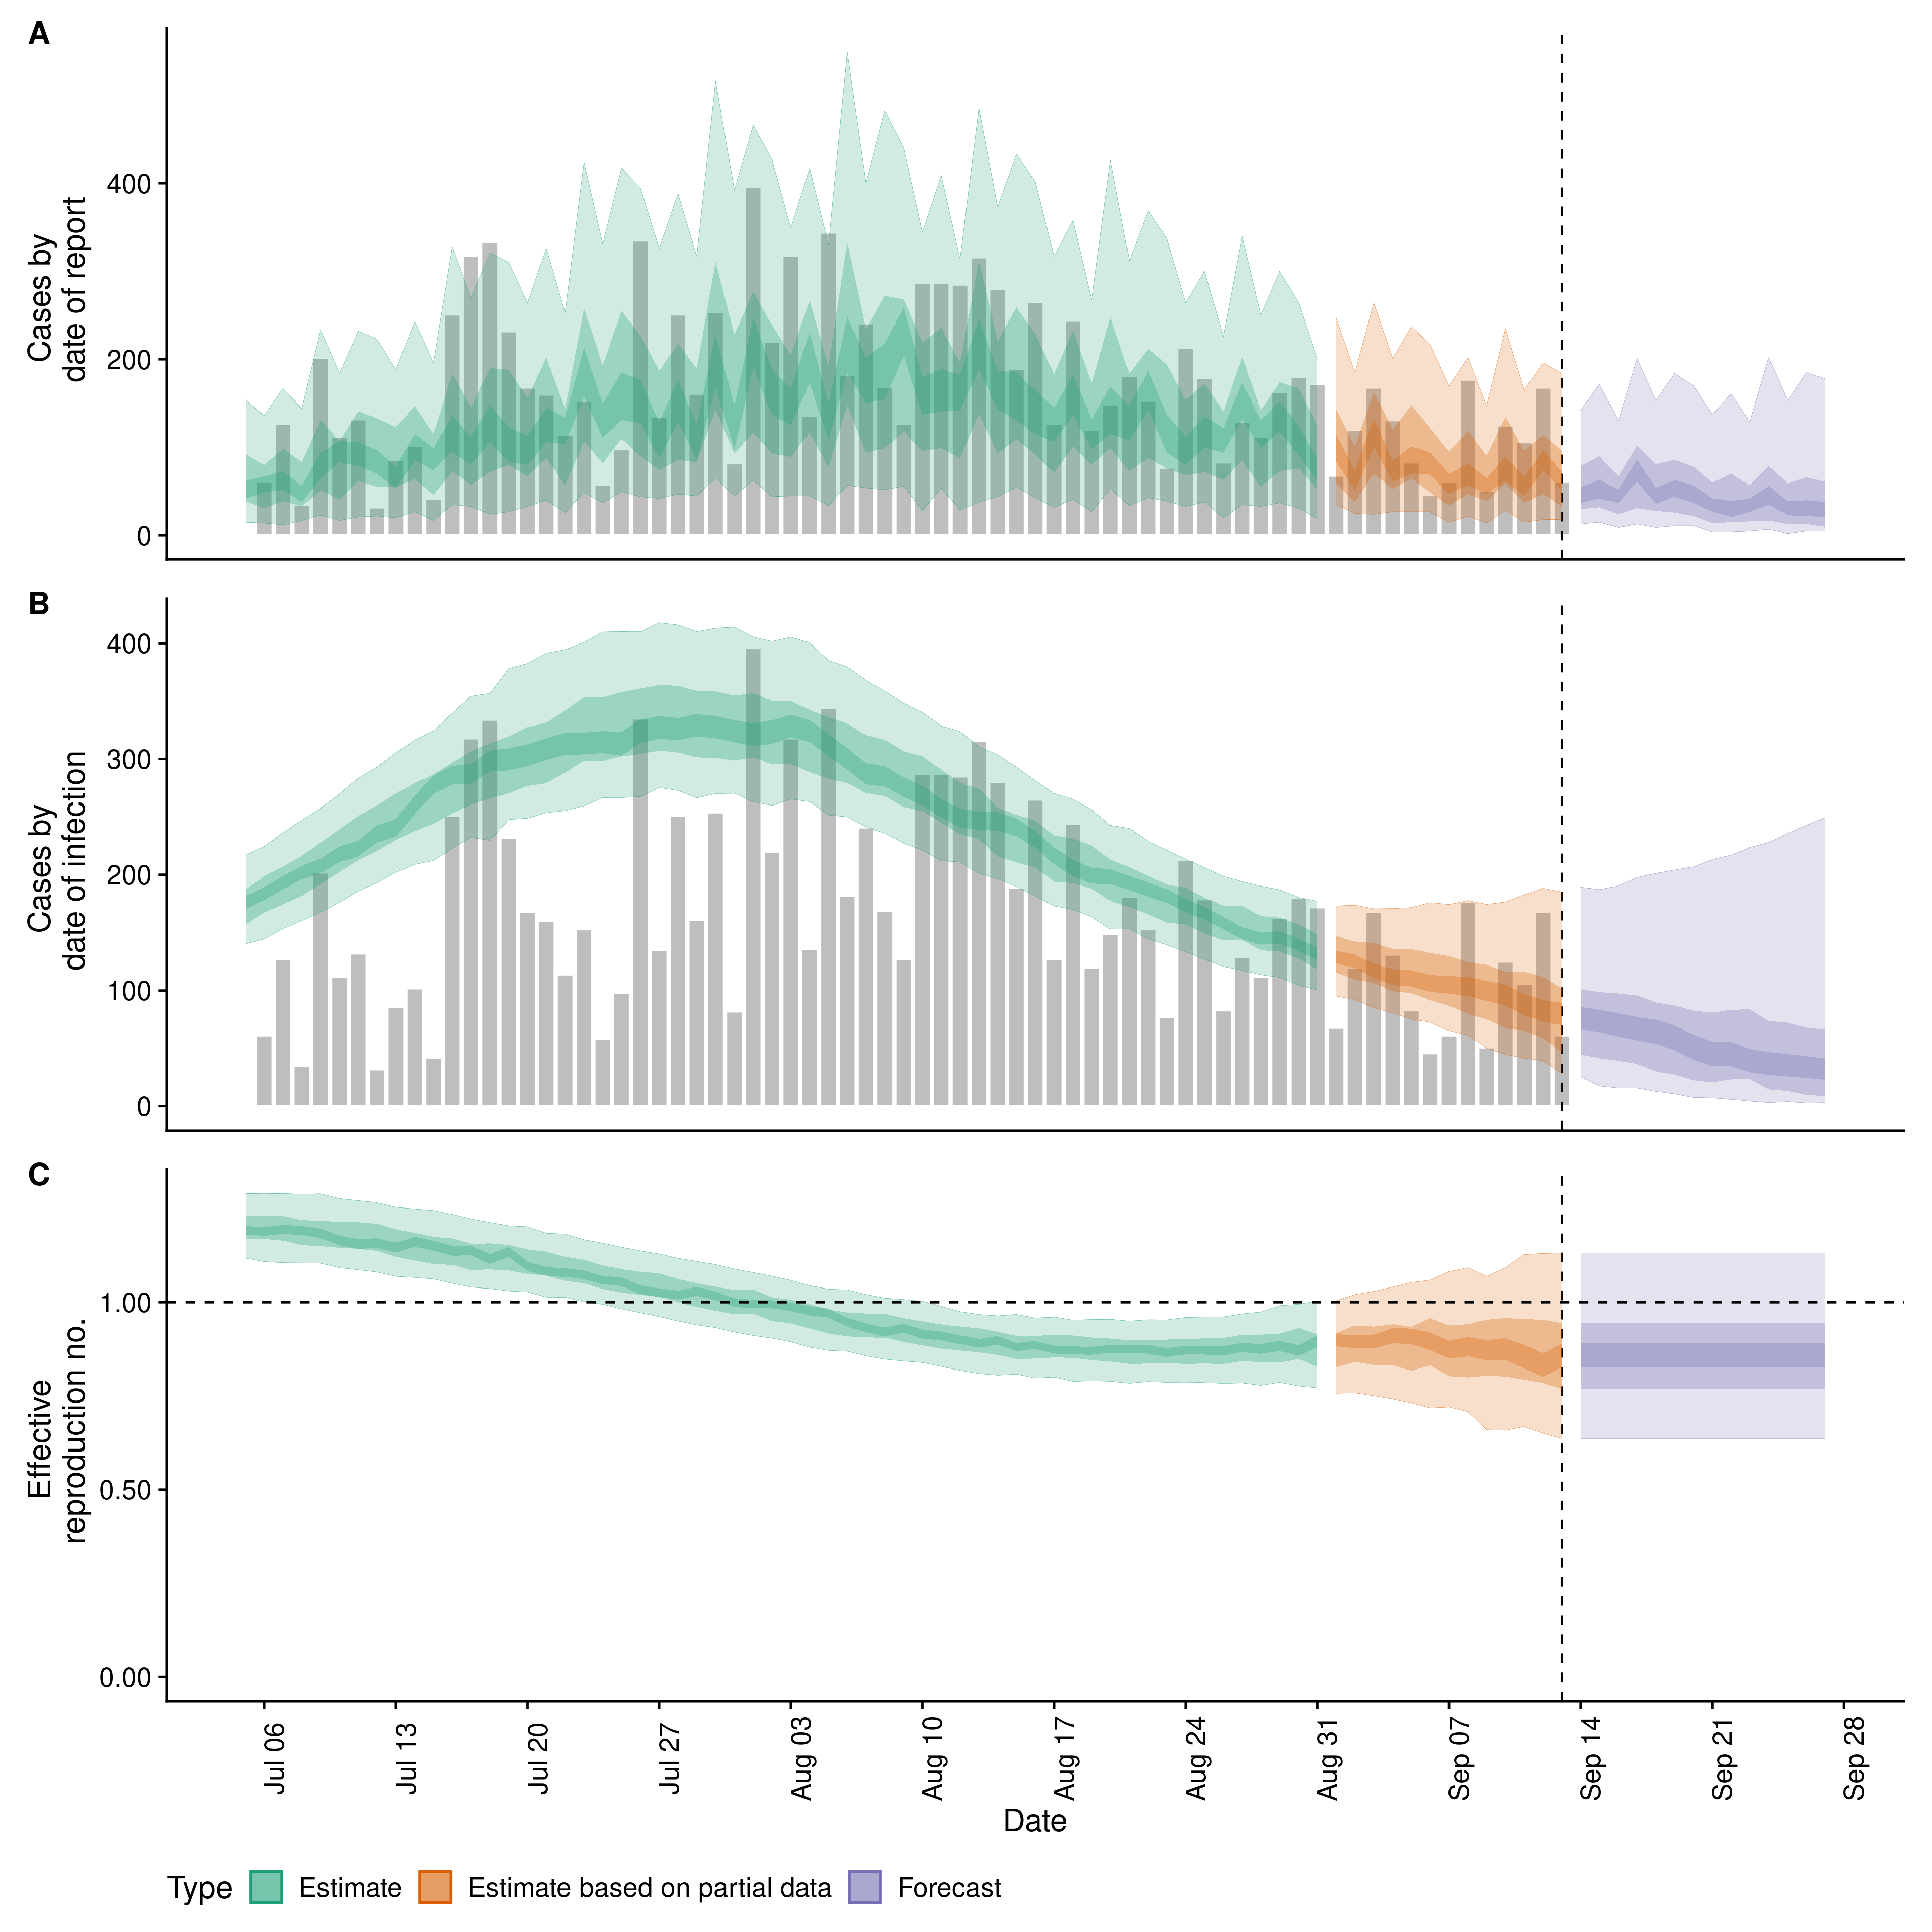 A
Cases by
date of report
400
200
0
B
Cases by
date of infection
400
300
200
100
0
C
Effective
reproduction no.
1.00
0.50
0.00
Jul 06
Jul 13
Jul 20
Jul 27
Aug 03
Aug 10
Aug 17
Aug 24
Aug 31
Sep 07
Sep 14
Sep 21
Sep 28
Date
Type Estimate Estimate based on partial data Forecast